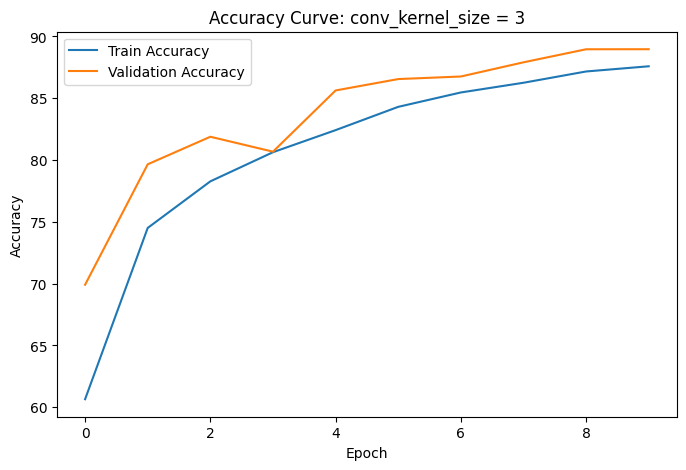 Accuracy Curve: conv_kernel_size = 3
Train Accuracy
Validation Accuracy
Accuracy
90
85
80
75
70
65
60
0 2 4 6 8
Epoch